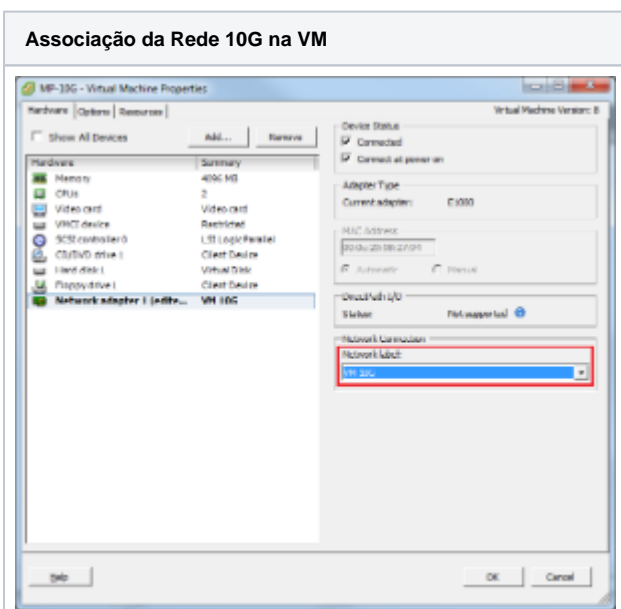 Associação da Rede 10G na VM
MP-10G - Virtual Machine Properties
Hardware Options Resources
Virtual Machine Version: 8
Show All Devices
Add...
Remove
Hardware Summary
Memory 4096 MB
CPUs 2
Video card Video card
VMCI device Restricted
SCSI controller 0 LSI Logic Parallel
CD/DVD drive 1 Client Device
Hard disk 1 Virtual Disk
Floppy drive 1 Client Device
Network adapter 1 (edite... VM 10G
Device Status
Connected
Connect at power on
Adapter Type
Current adapter: E1000
MAC Address
Automatic Manual
DirectPath I/O
Status: Not supported
Network Connection
Network label:
VM 10G
Help
OK
Cancel